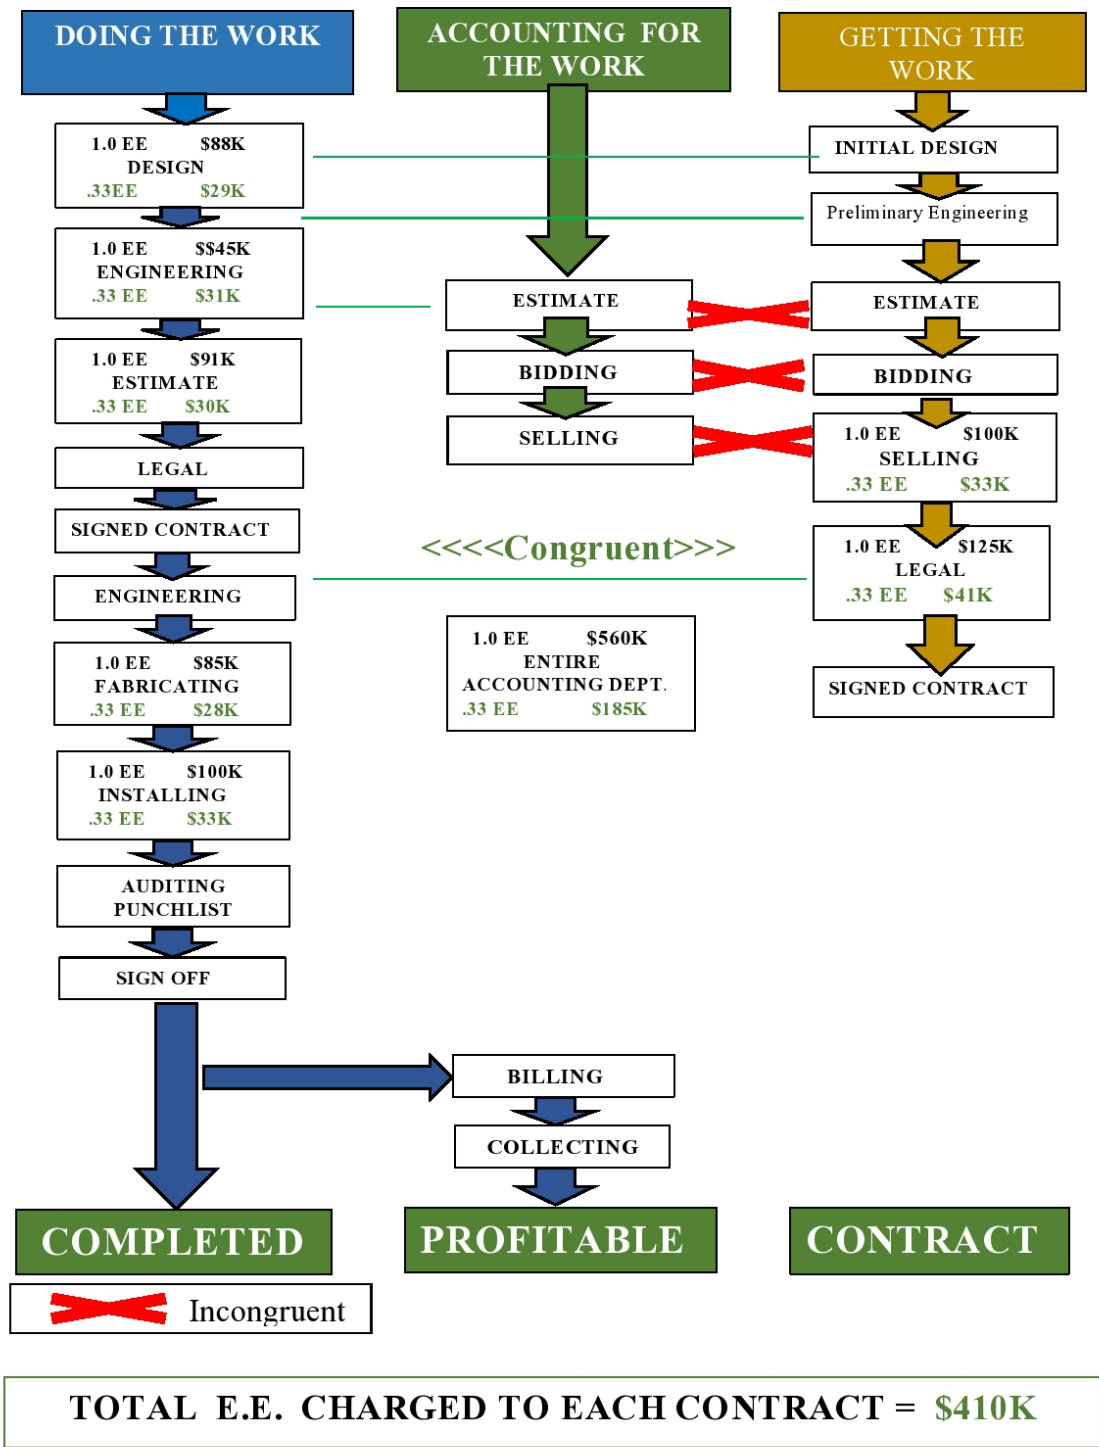 DOING THE WORK
1.0 EE $88K
DESIGN
.33EE $29K
1.0 EE $$45K
ENGINEERING
.33 EE $31K
1.0 EE $91K
ESTIMATE
.33 EE $30K
LEGAL
SIGNED CONTRACT
ENGINEERING
1.0 EE $85K
FABRICATING
.33 EE $28K
1.0 EE $100K
INSTALLING
.33 EE $33K
AUDITING
PUNCHLIST
SIGN OFF
COMPLETED
ACCOUNTING FOR
THE WORK
ESTIMATE
BIDDING
SELLING
<<<<Congruent>>>
1.0 EE $560K
ENTIRE
ACCOUNTING DEPT.
.33 EE $185K
BILLING
COLLECTING
PROFITABLE
GETTING THE
WORK
INITIAL DESIGN
Preliminary Engineering
ESTIMATE
BIDDING
1.0 EE $100K
SELLING
.33 EE $33K
1.0 EE $125K
LEGAL
.33 EE $41K
SIGNED CONTRACT
CONTRACT
Incongruent
TOTAL E.E. CHARGED TO EACH CONTRACT = $410K